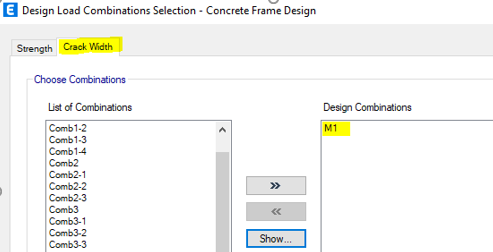 E Design Load Combinations Selection - Concrete Frame Design
Strength Crack Width
Choose Combinations
List of Combinations
Comb1-2
Comb1-3
Comb1-4
Comb2
Comb2-1
Comb2-2
Comb2-3
Comb3
Comb3-1
Comb3-2
Comb3-3
>>
<<
Show...
Design Combinations
M1